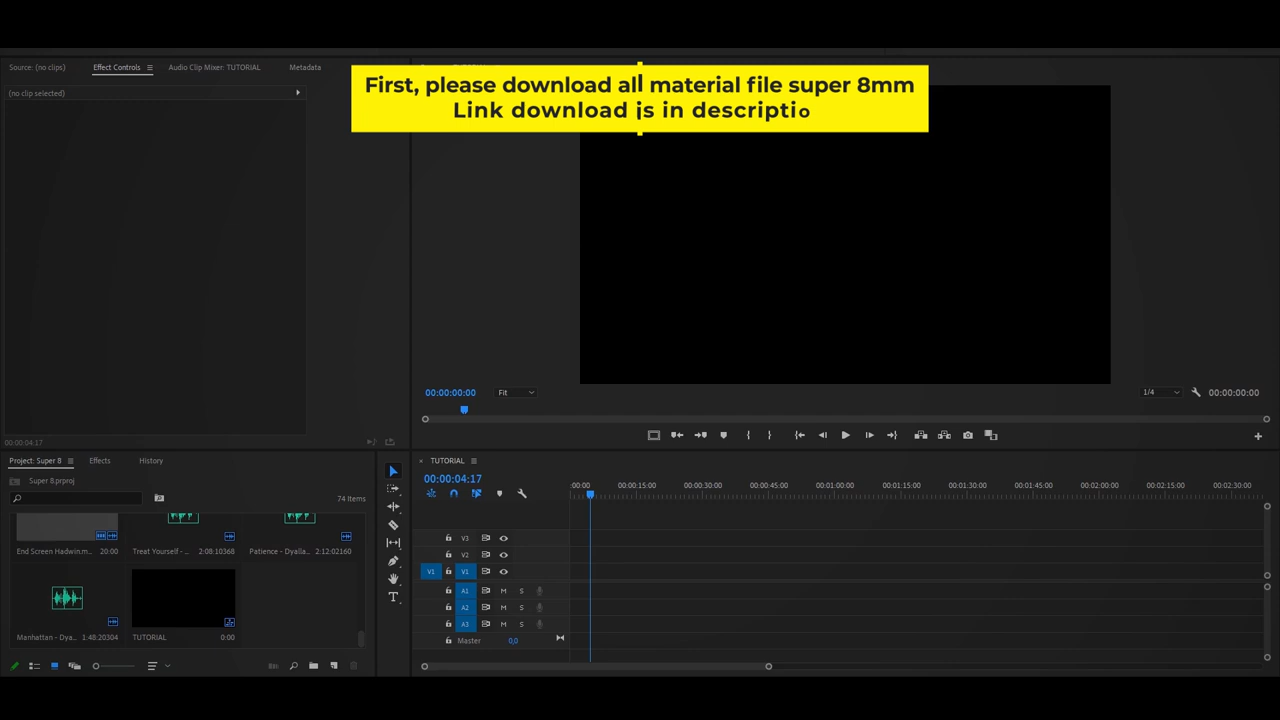 First, please download all material file super 8mm
Link download is in descriptio
Source: (no clips)
Effect Controls
Audio Clip Mixer: TUTORIAL
Metadata
(no clip selected)
00:00:04:17
00:00:00:00
Fit
1/4
00:00:00:00
Project: Super 8
Effects
History
Super 8.prproj
74 Items
End Screen Hadwin.m... 20:00
Treat Yourself - ... 2:08:10368
Patience - Dyalla... 2:12:02160
Manhattan - Dya... 1:48:20304
TUTORIAL 0:00
TUTORIAL
00:00:04:17
:00:00 00:00:15:00 00:00:30:00 00:00:45:00 00:01:00:00 00:01:15:00 00:01:30:00 00:01:45:00 00:02:00:00 00:02:15:00 00:02:30:00
V3
V2
V1 V1
A1 M S
A2 M S
A3 M S
Master 0,0